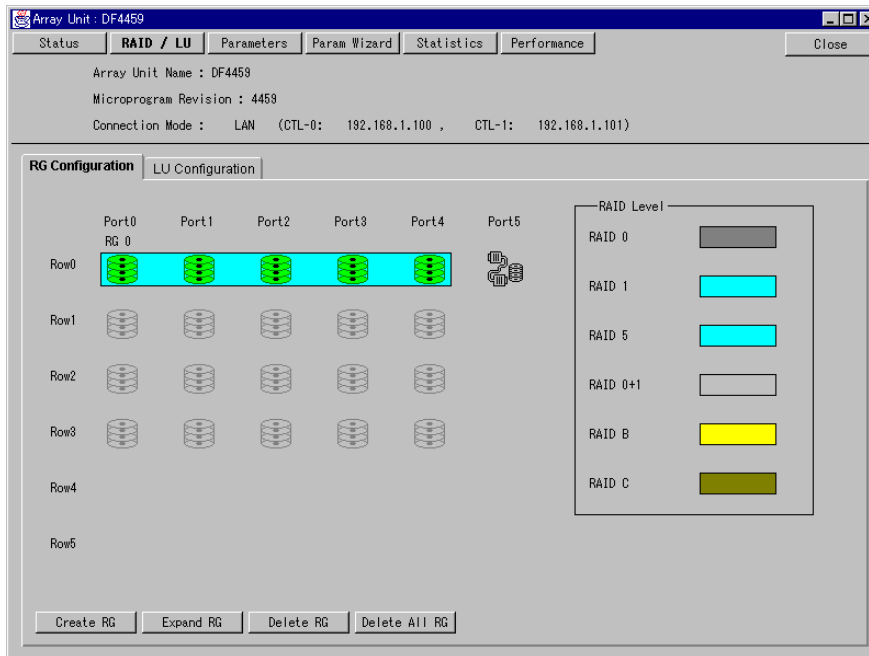 Array Unit : DF4459
Status RAID / LU Parameters Param Wizard Statistics Performance Close
Array Unit Name : DF4459
Microprogram Revision : 4459
Connection Mode : LAN (CTL-0: 192.168.1.100 , CTL-1: 192.168.1.101)
RG Configuration LU Configuration
Port0 Port1 Port2 Port3 Port4 Port5
RG 0
Row0
Row1
Row2
Row3
Row4
Row5
RAID Level
RAID 0
RAID 1
RAID 5
RAID 0+1
RAID B
RAID C
Create RG Expand RG Delete RG Delete All RG